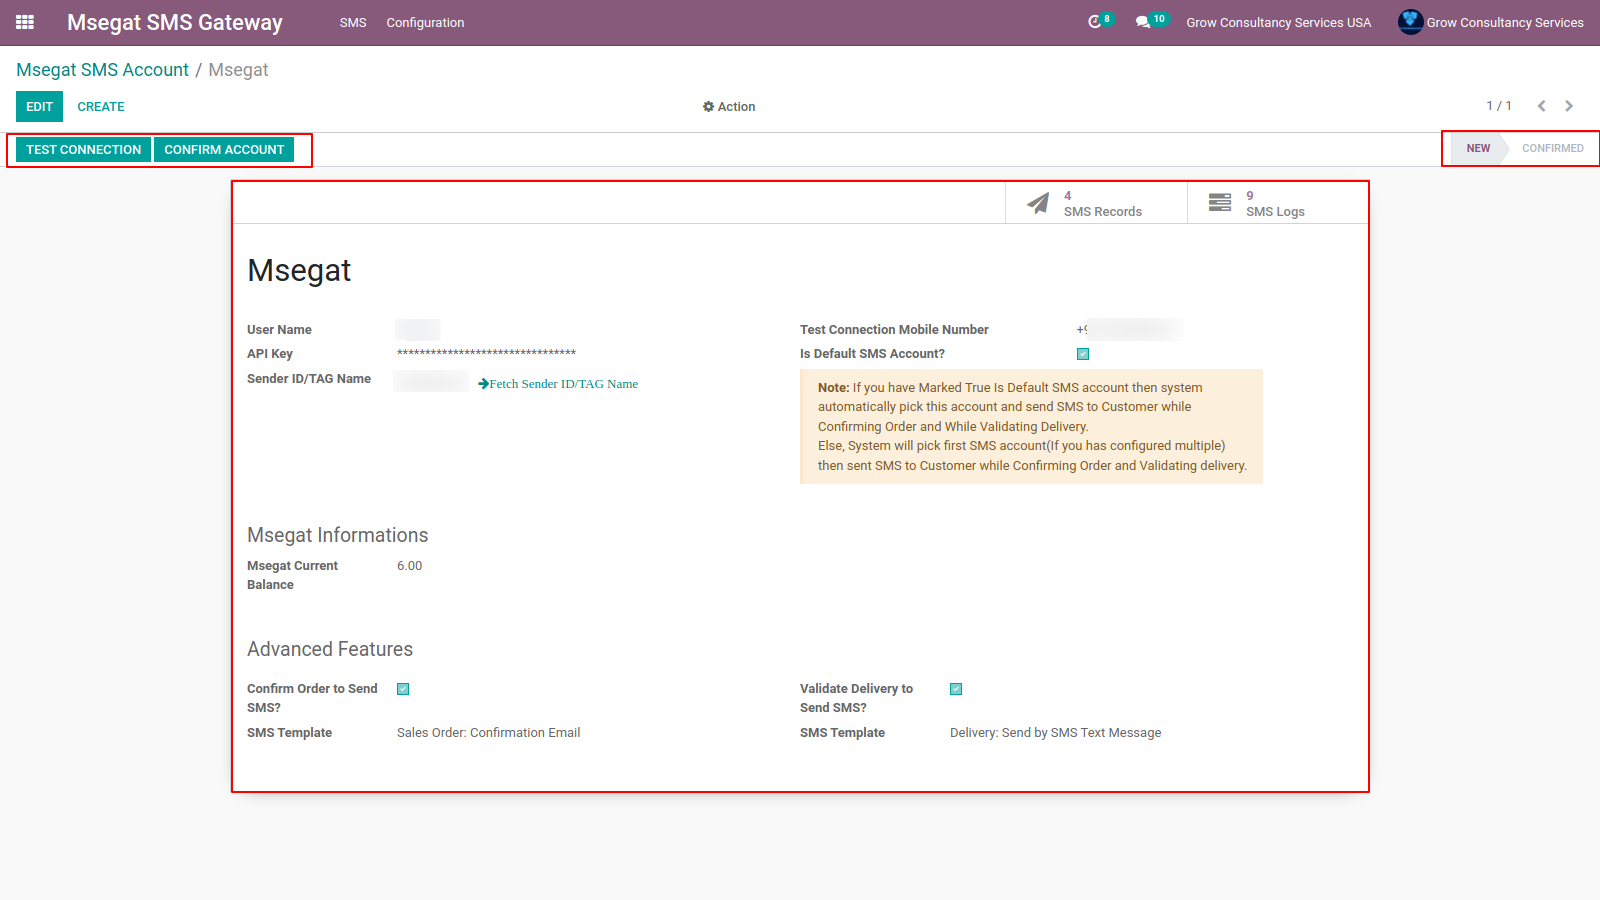 Msegat SMS Gateway
SMS
Configuration
8
10
Grow Consultancy Services USA
Grow Consultancy Services
Msegat SMS Account / Msegat
EDIT
CREATE
Action
1 / 1
TEST CONNECTION
CONFIRM ACCOUNT
NEW
CONFIRMED
4
SMS Records
9
SMS Logs
Msegat
User Name
API Key
********************************
Sender ID/TAG Name
Fetch Sender ID/TAG Name
Test Connection Mobile Number
Is Default SMS Account?
Note: If you have Marked True Is Default SMS account then system
automatically pick this account and send SMS to Customer while
Confirming Order and While Validating Delivery.
Else, System will pick first SMS account(If you has configured multiple)
then sent SMS to Customer while Confirming Order and Validating delivery.
Msegat Informations
Msegat Current
Balance
6.00
Advanced Features
Confirm Order to Send
SMS?
SMS Template
Sales Order: Confirmation Email
Validate Delivery to
Send SMS?
SMS Template
Delivery: Send by SMS Text Message